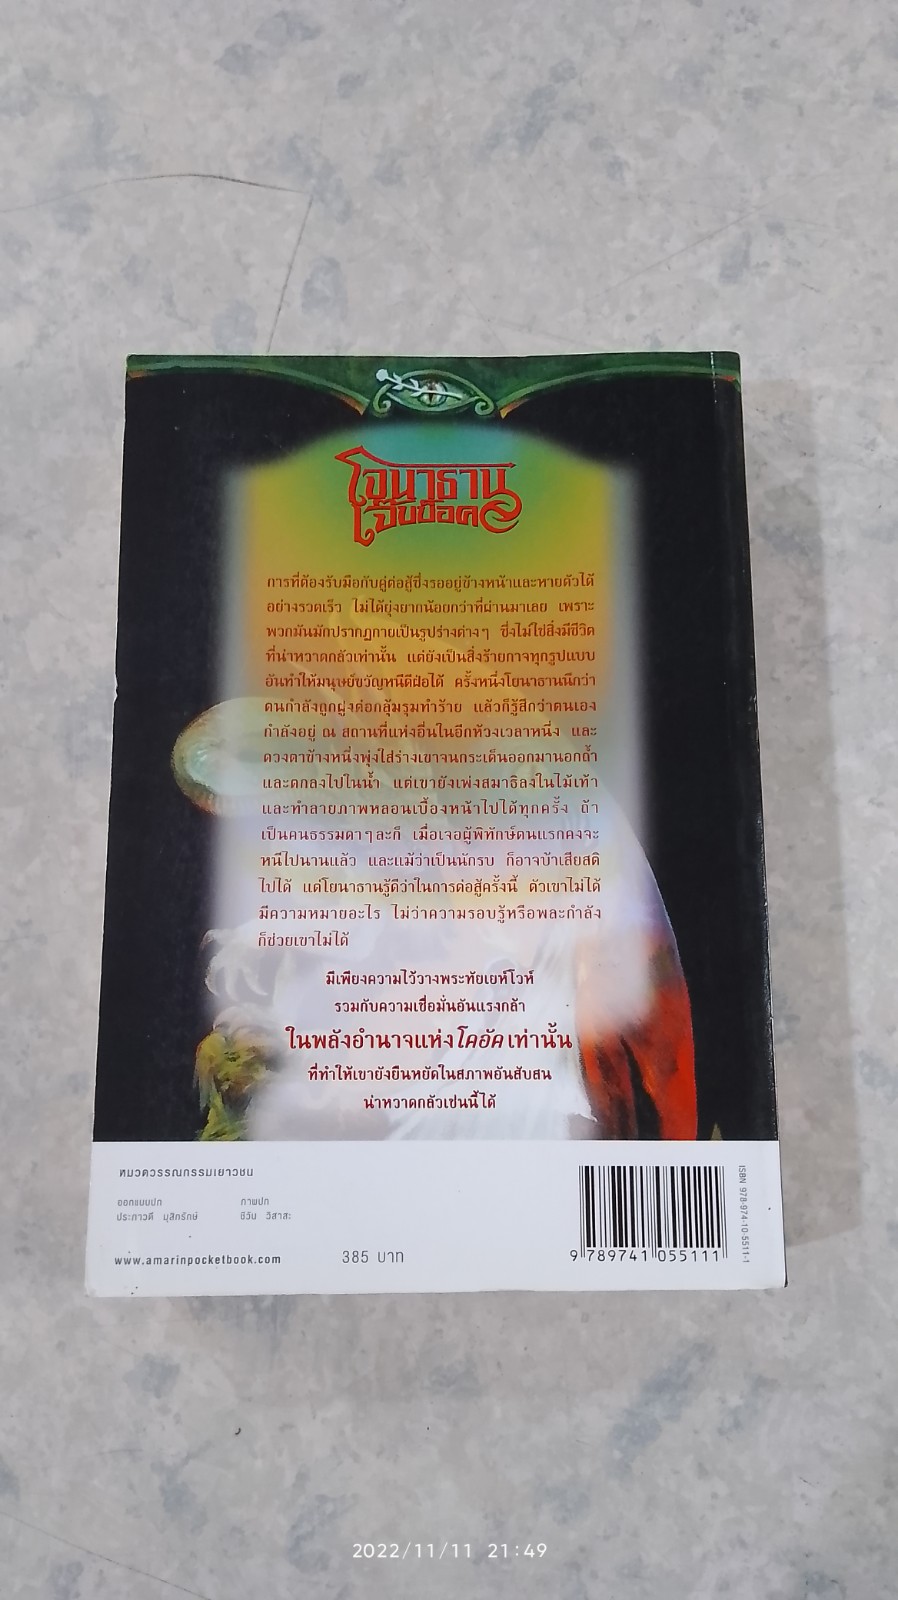 โจนาธาน
แจ๊บบ็อค
การที่ต้องรับมือกับคู่ต่อสู้ซึ่งรออยู่ข้างหน้าและหายตัวได้
อย่างรวดเร็ว ไม่ได้ยุ่งยากน้อยกว่าที่ผ่านมาเลย เพราะ
พวกมันมักปรากฏกายเป็นรูปร่างต่างๆ ซึ่งไม่ใช่สิ่งมีชีวิต
ที่น่าหวาดกลัวเท่านั้น แต่ยังเป็นสิ่งร้ายกาจทุกรูปแบบ
อันทำให้มนุษย์ขวัญหนีดีฝ่อได้ ครั้งหนึ่งโยนาธานนึกว่า
ตนกำลังถูกฝูงต่อกลุ้มรุมทำร้าย แล้วก็รู้สึกว่าตนเอง
กำลังอยู่ ณ สถานที่แห่งอื่นในอีกห้วงเวลาหนึ่ง และ
ดวงตาข้างหนึ่งพุ่งใส่ร่างเขาจนกระเด็นออกมานอกถ้ำ
และตกลงไปในน้ำ แต่เขายังเพ่งสมาธิลงในไม้เท้า
และทำลายภาพหลอนเบื้องหน้าไปได้ทุกครั้ง ถ้า
เป็นคนธรรมดาๆ ละก็ เมื่อเจอผู้พิทักษ์ตนแรกคงจะ
หนีไปนานแล้ว และแม้ว่าเป็นนักรบ ก็อาจบ้าเสียสติ
ไปได้ แต่โยนาธานรู้ดีว่าในการต่อสู้ครั้งนี้ ตัวเขาไม่ได้
มีความหมายอะไร ไม่ว่าความรอบรู้หรือพละกำลัง
ก็ช่วยเขาไม่ได้
มีเพียงความไว้วางพระทัยเยห์โวห์
รวมกับความเชื่อมั่นอันแรงกล้า
ในพลังอำนาจแห่งโคอัคเท่านั้น
ที่ทำให้เขายังยืนหยัดในสภาพอันสับสน
น่าหวาดกลัวเช่นนี้ได้
หมวดวรรณกรรมเยาวชน
ออกแบบปก
ประภาวดี มุสิกรักษ์
ภาพปก
ชีวัน วิสาสะ
www.amarinpocketbook.com
385 บาท
9 789741 055111
ISBN 978-974-10-5511-1
2022/11/11 21:49